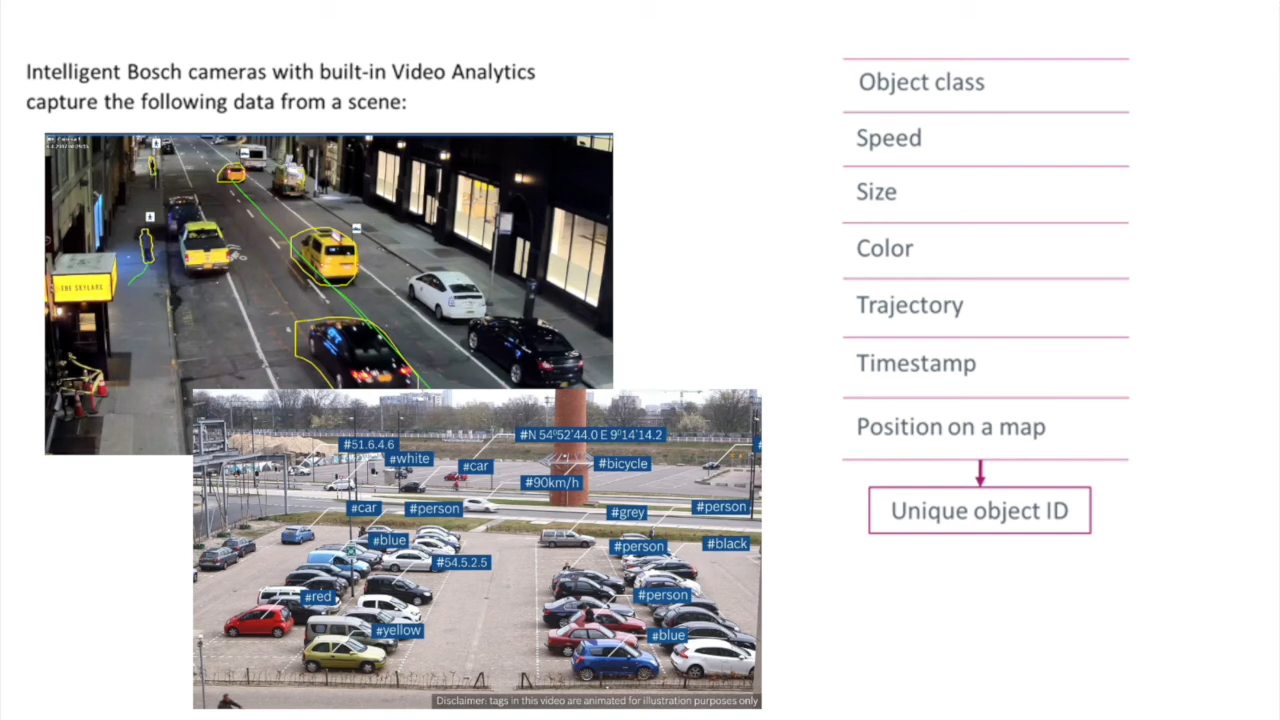 Intelligent Bosch cameras with built-in Video Analytics
capture the following data from a scene:
THE SKYLARK
#N 54°52'44.0 E 9°14'14.2
#51.6.4.6
#white
#car
#bicycle
#90km/h
#car
#person
#grey
#person
#blue
#person
#black
#54.5.2.5
#red
#person
#yellow
#blue
Disclaimer: tags in this video are animated for illustration purposes only
Object class
Speed
Size
Color
Trajectory
Timestamp
Position on a map
Unique object ID